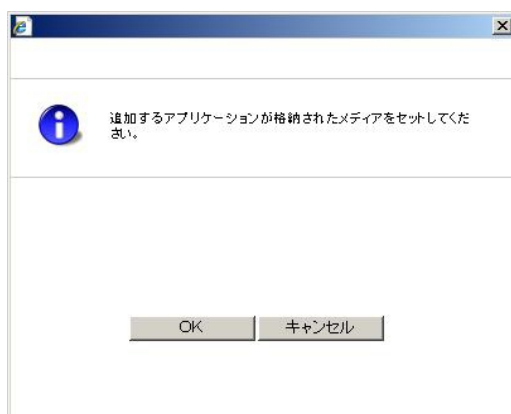 追加するアプリケーションが格納されたメディアをセットしてくだ
さい。
OK
キャンセル